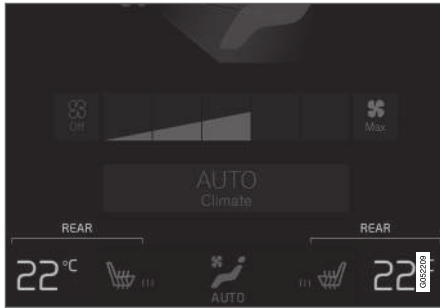 Off
Max
AUTO
Climate
REAR
REAR
22°C
AUTO
22
G052209